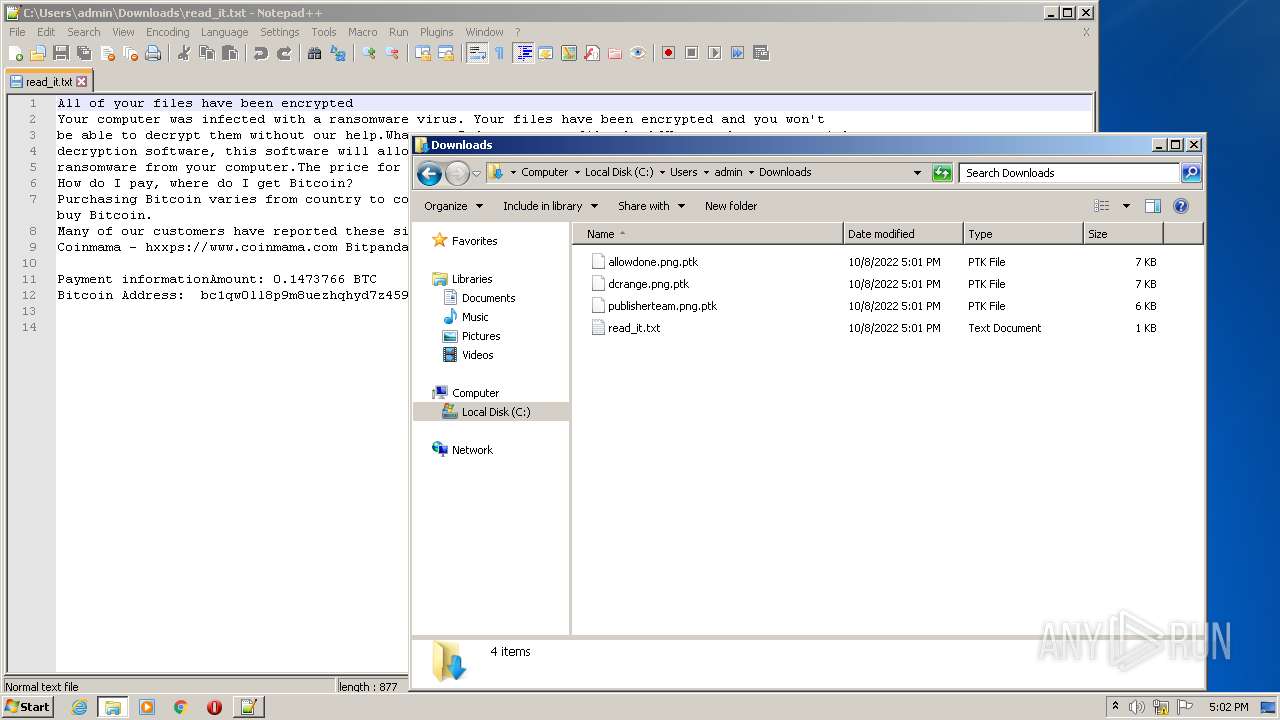 C:\Users\admin\Downloads\read_it.txt - Notepad++
File Edit Search View Encoding Language Settings Tools Macro Run Plugins Window ? X
read_it.txt
1 All of your files have been encrypted
2 Your computer was infected with a ransomware virus. Your files have been encrypted and you won't
3 be able to decrypt them without our help.
4 decryption software, this software will allo
5 ransomware from your computer.The price for
6 How do I pay, where do I get Bitcoin?
7 Purchasing Bitcoin varies from country to co
buy Bitcoin.
8 Many of our customers have reported these si
9 Coinmama - hxxps://www.coinmama.com Bitpanda
10
11 Payment informationAmount: 0.1473766 BTC
12 Bitcoin Address: bc1qw0ll8p9m8uezhqhyd7z459
13
14
Normal text file
length : 877
Downloads
Computer Local Disk (C:) Users admin Downloads
Search Downloads
Organize Include in library Share with New folder
Favorites
Libraries
Documents
Music
Pictures
Videos
Computer
Local Disk (C:)
Network
Name Date modified Type Size
allowdone.png.ptk 10/8/2022 5:01 PM PTK File 7 KB
dcrange.png.ptk 10/8/2022 5:01 PM PTK File 7 KB
publisherteam.png.ptk 10/8/2022 5:01 PM PTK File 6 KB
read_it.txt 10/8/2022 5:01 PM Text Document 1 KB
4 items
ANY RUN
Start
5:02 PM